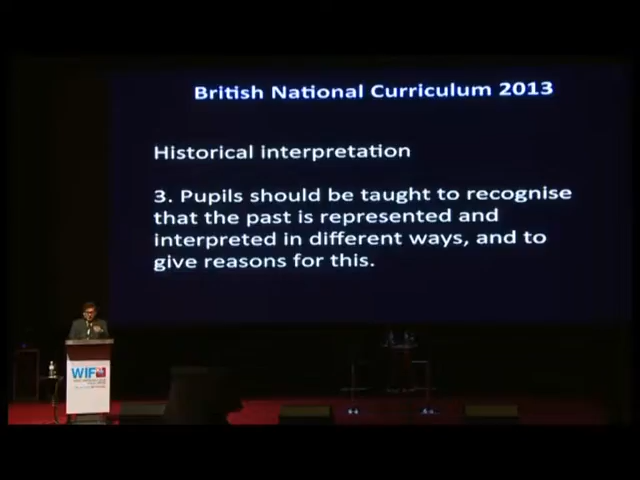 British National Curriculum 2013
Historical interpretation
3. Pupils should be taught to recognise
that the past is represented and
interpreted in different ways, and to
give reasons for this.
WIF